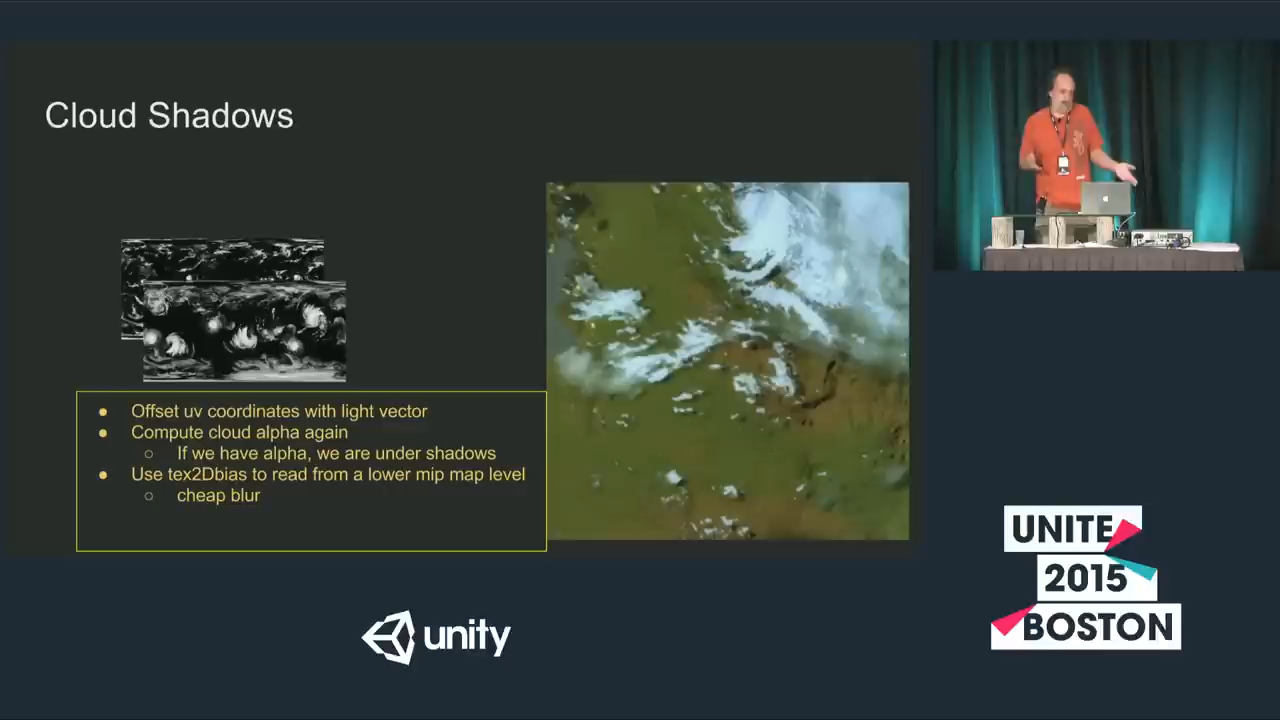 Cloud Shadows
Offset uv coordinates with light vector
Compute cloud alpha again
If we have alpha, we are under shadows
Use tex2Dbias to read from a lower mip map level
cheap blur
unity
UNITE
2015
BOSTON